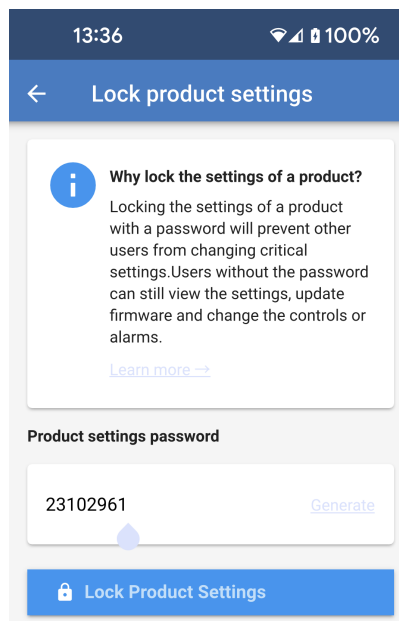 13:36 100%
Lock product settings
Why lock the settings of a product?
Locking the settings of a product
with a password will prevent other
users from changing critical
settings.Users without the password
can still view the settings, update
firmware and change the controls or
alarms.
Learn more →
Product settings password
23102961 Generate
Lock Product Settings